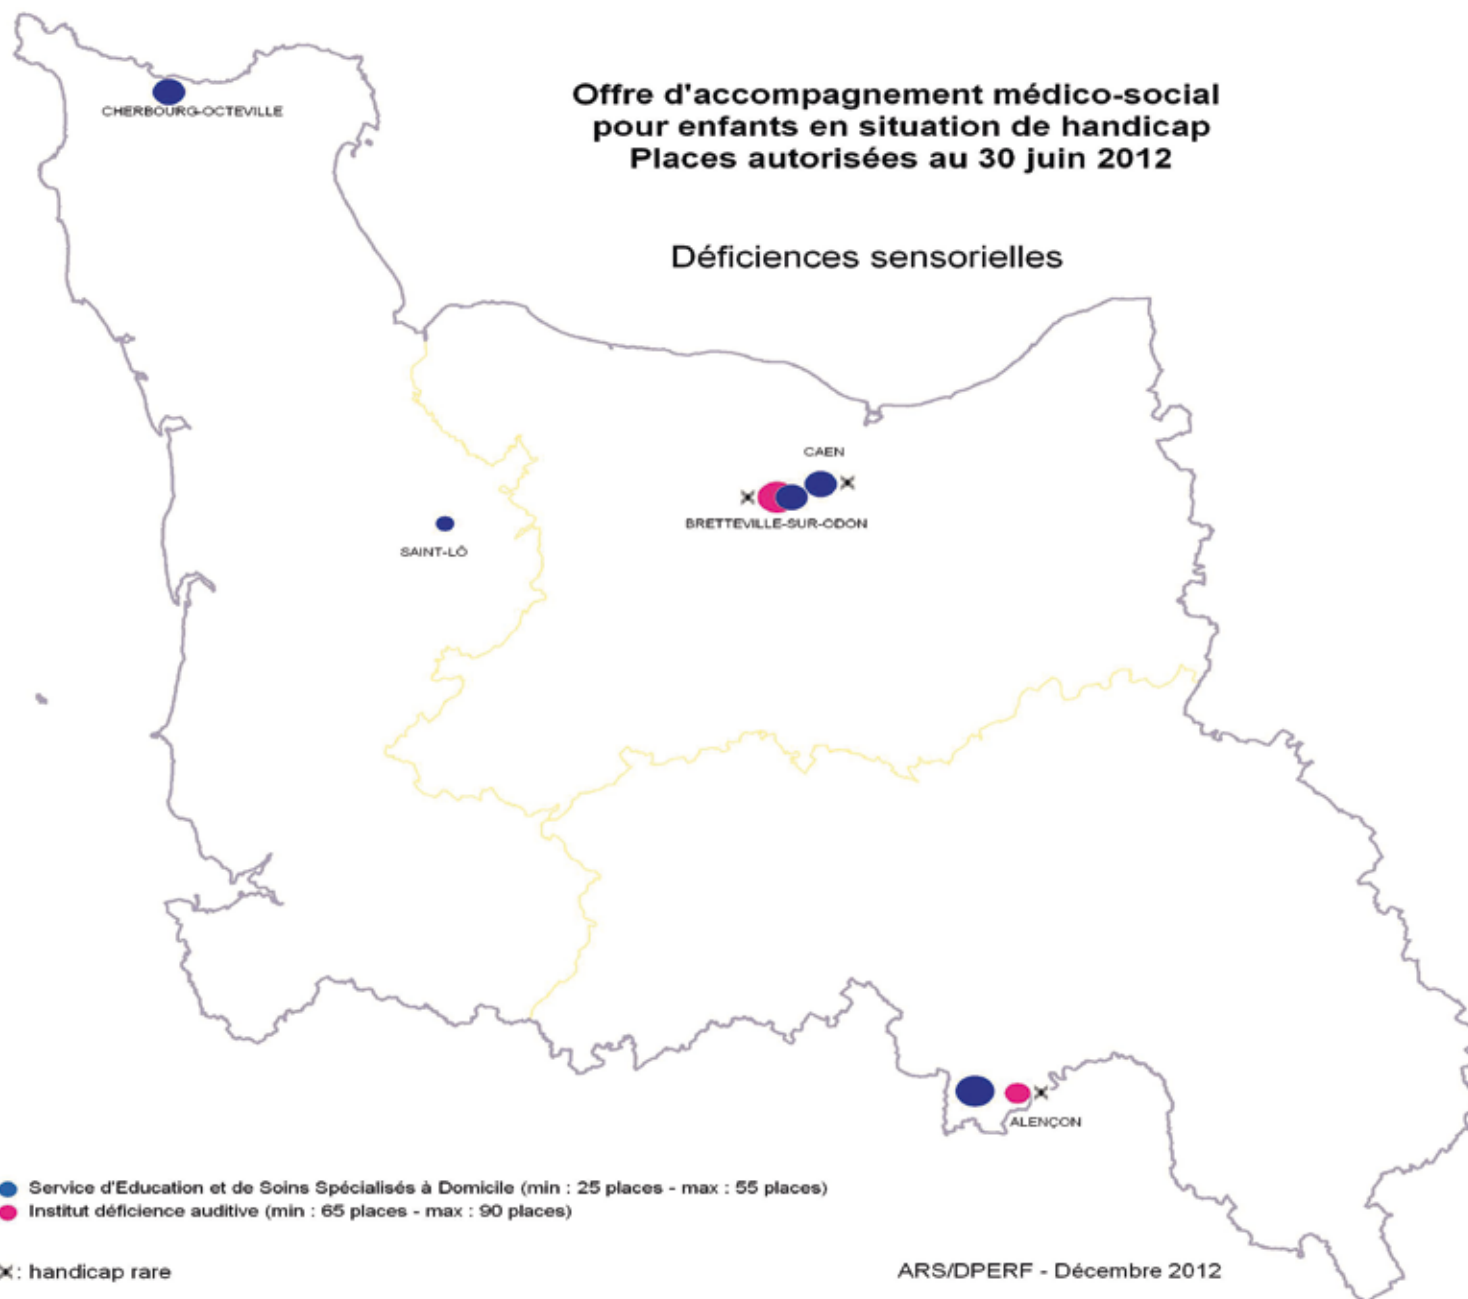 Offre d'accompagnement médico-social
pour enfants en situation de handicap
Places autorisées au 30 juin 2012
Déficiences sensorielles
CHERBOURG-OCTEVILLE
CAEN
BRETTEVILLE-SUR-ODON
SAINT-LÔ
ALENÇON
Service d'Education et de Soins Spécialisés à Domicile (min : 25 places - max : 55 places)
Institut déficience auditive (min : 65 places - max : 90 places)
: handicap rare
ARS/DPERF - Décembre 2012